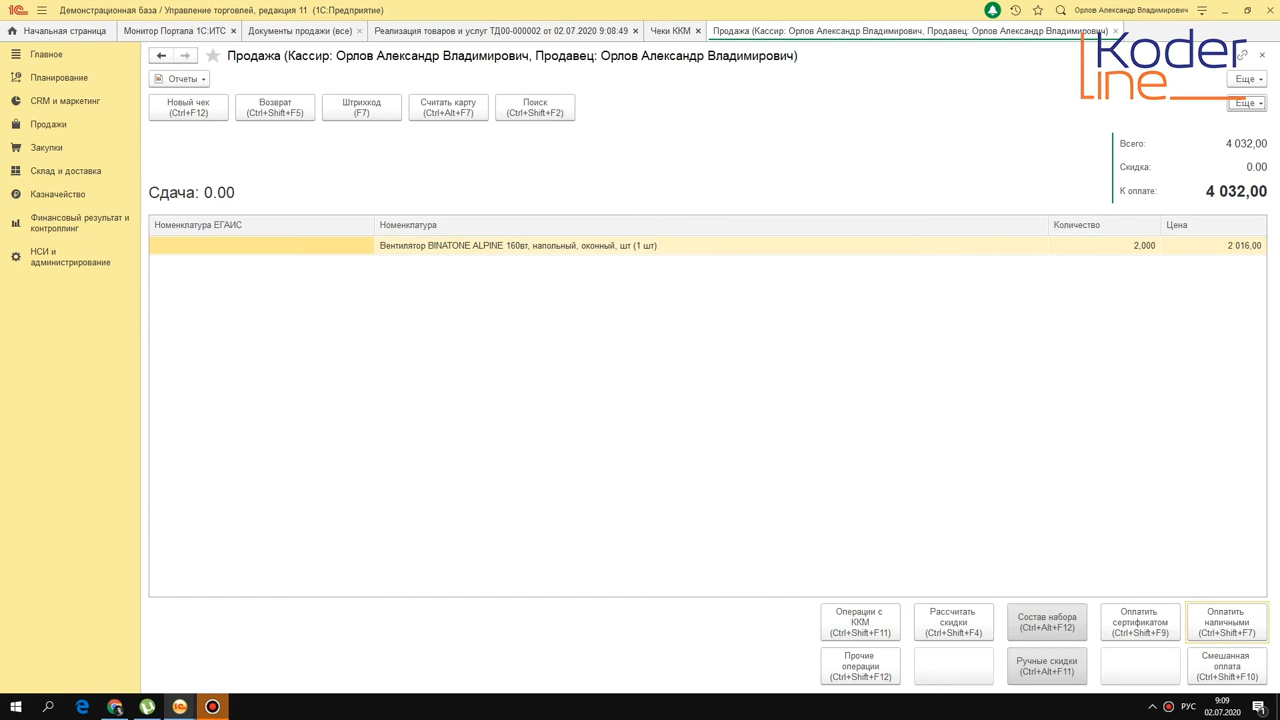 Демонстрационная база / Управление торговлей, редакция 11 (1С:Предприятие)
Орлов Александр Владимирович
Начальная страница
Монитор Портала 1С:ИТС ×
Документы продажи (все) ×
Реализация товаров и услуг ТД00-000002 от 02.07.2020 9:08:49 ×
Чеки ККМ ×
Продажа (Кассир: Орлов Александр Владимирович, Продавец: Орлов Александр Владимирович) ×
Koder
line
Главное
Планирование
CRM и маркетинг
Продажи
Закупки
Склад и доставка
Казначейство
Финансовый результат и
контроллинг
НСИ и
администрирование
Продажа (Кассир: Орлов Александр Владимирович, Продавец: Орлов Александр Владимирович)
Отчеты
Еще
Новый чек
(Ctrl+F12)
Возврат
(Ctrl+Shift+F5)
Штрихкод
(F7)
Считать карту
(Ctrl+Alt+F7)
Поиск
(Ctrl+Shift+F2)
Еще
Всего: 4 032,00
Скидка: 0.00
К оплате: 4 032,00
Сдача: 0.00
Номенклатура ЕГАИС Номенклатура Количество Цена
Вентилятор BINATONE ALPINE 160вт, напольный, оконный, шт (1 шт) 2,000 2 016,00
Операции с
ККМ
(Ctrl+Shift+F11)
Рассчитать
скидки
(Ctrl+Shift+F4)
Состав набора
(Ctrl+Alt+F12)
Оплатить
сертификатом
(Ctrl+Shift+F9)
Оплатить
наличными
(Ctrl+Shift+F7)
Прочие
операции
(Ctrl+Shift+F12)
Ручные скидки
(Ctrl+Alt+F11)
Смешанная
оплата
(Ctrl+Shift+F10)
РУС
9:09
02.07.2020
1